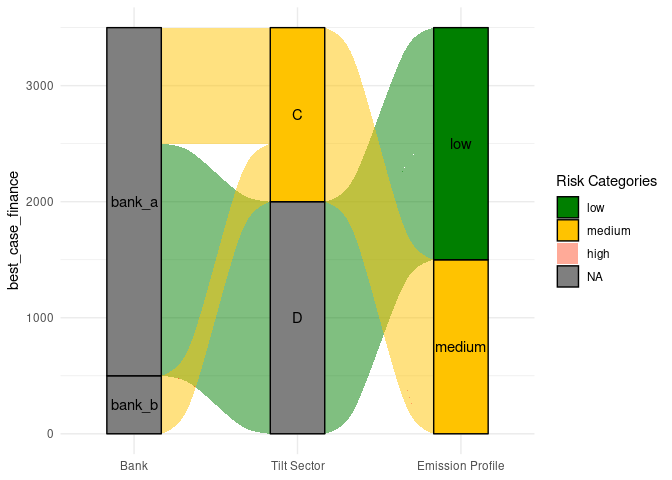 best_case_finance
3000
2000
1000
0
bank_a
bank_b
C
D
low
medium
Bank
Tilt Sector
Emission Profile
Risk Categories
low
medium
high
NA